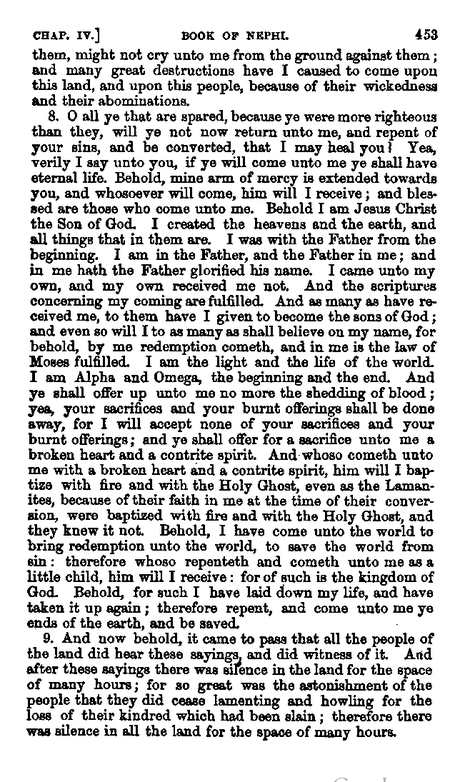 CHAP. IV.] BOOK OF NEPHI. 453
them, might not cry unto me from the ground against them;
and many great destructions have I caused to come upon
this land, and upon this people, because of their wickedness
and their abominations.
8. O all ye that are spared, because ye were more righteous
than they, will ye not now return unto me, and repent of
your sins, and be converted, that I may heal you? Yea,
verily I say unto you, if ye will come unto me ye shall have
eternal life. Behold, mine arm of mercy is extended towards
you, and whosoever will come, him will I receive; and bles-
sed are those who come unto me. Behold I am Jesus Christ
the Son of God. I created the heavens and the earth, and
all things that in them are. I was with the Father from the
beginning. I am in the Father, and the Father in me; and
in me hath the Father glorified his name. I came unto my
own, and my own received me not. And the scriptures
concerning my coming are fulfilled. And as many as have re-
ceived me, to them have I given to become the sons of God;
and even so will I to as many as shall believe on my name, for
behold, by me redemption cometh, and in me is the law of
Moses fulfilled. I am the light and the life of the world.
I am Alpha and Omega, the beginning and the end. And
ye shall offer up unto me no more the shedding of blood;
yea, your sacrifices and your burnt offerings shall be done
away, for I will accept none of your sacrifices and your
burnt offerings; and ye shall offer for a sacrifice unto me a
broken heart and a contrite spirit. And whoso cometh unto
me with a broken heart and a contrite spirit, him will I bap-
tize with fire and with the Holy Ghost, even as the Laman-
ites, because of their faith in me at the time of their conver-
sion, were baptized with fire and with the Holy Ghost, and
they knew it not. Behold, I have come unto the world to
bring redemption unto the world, to save the world from
sin: therefore whoso repenteth and cometh unto me as a
little child, him will I receive: for of such is the kingdom of
God. Behold, for such I have laid down my life, and have
taken it up again; therefore repent, and come unto me ye
ends of the earth, and be saved.
9. And now behold, it came to pass that all the people of
the land did hear these sayings, and did witness of it. And
after these sayings there was silence in the land for the space
of many hours; for so great was the astonishment of the
people that they did cease lamenting and howling for the
loss of their kindred which had been slain; therefore there
was silence in all the land for the space of many hours.